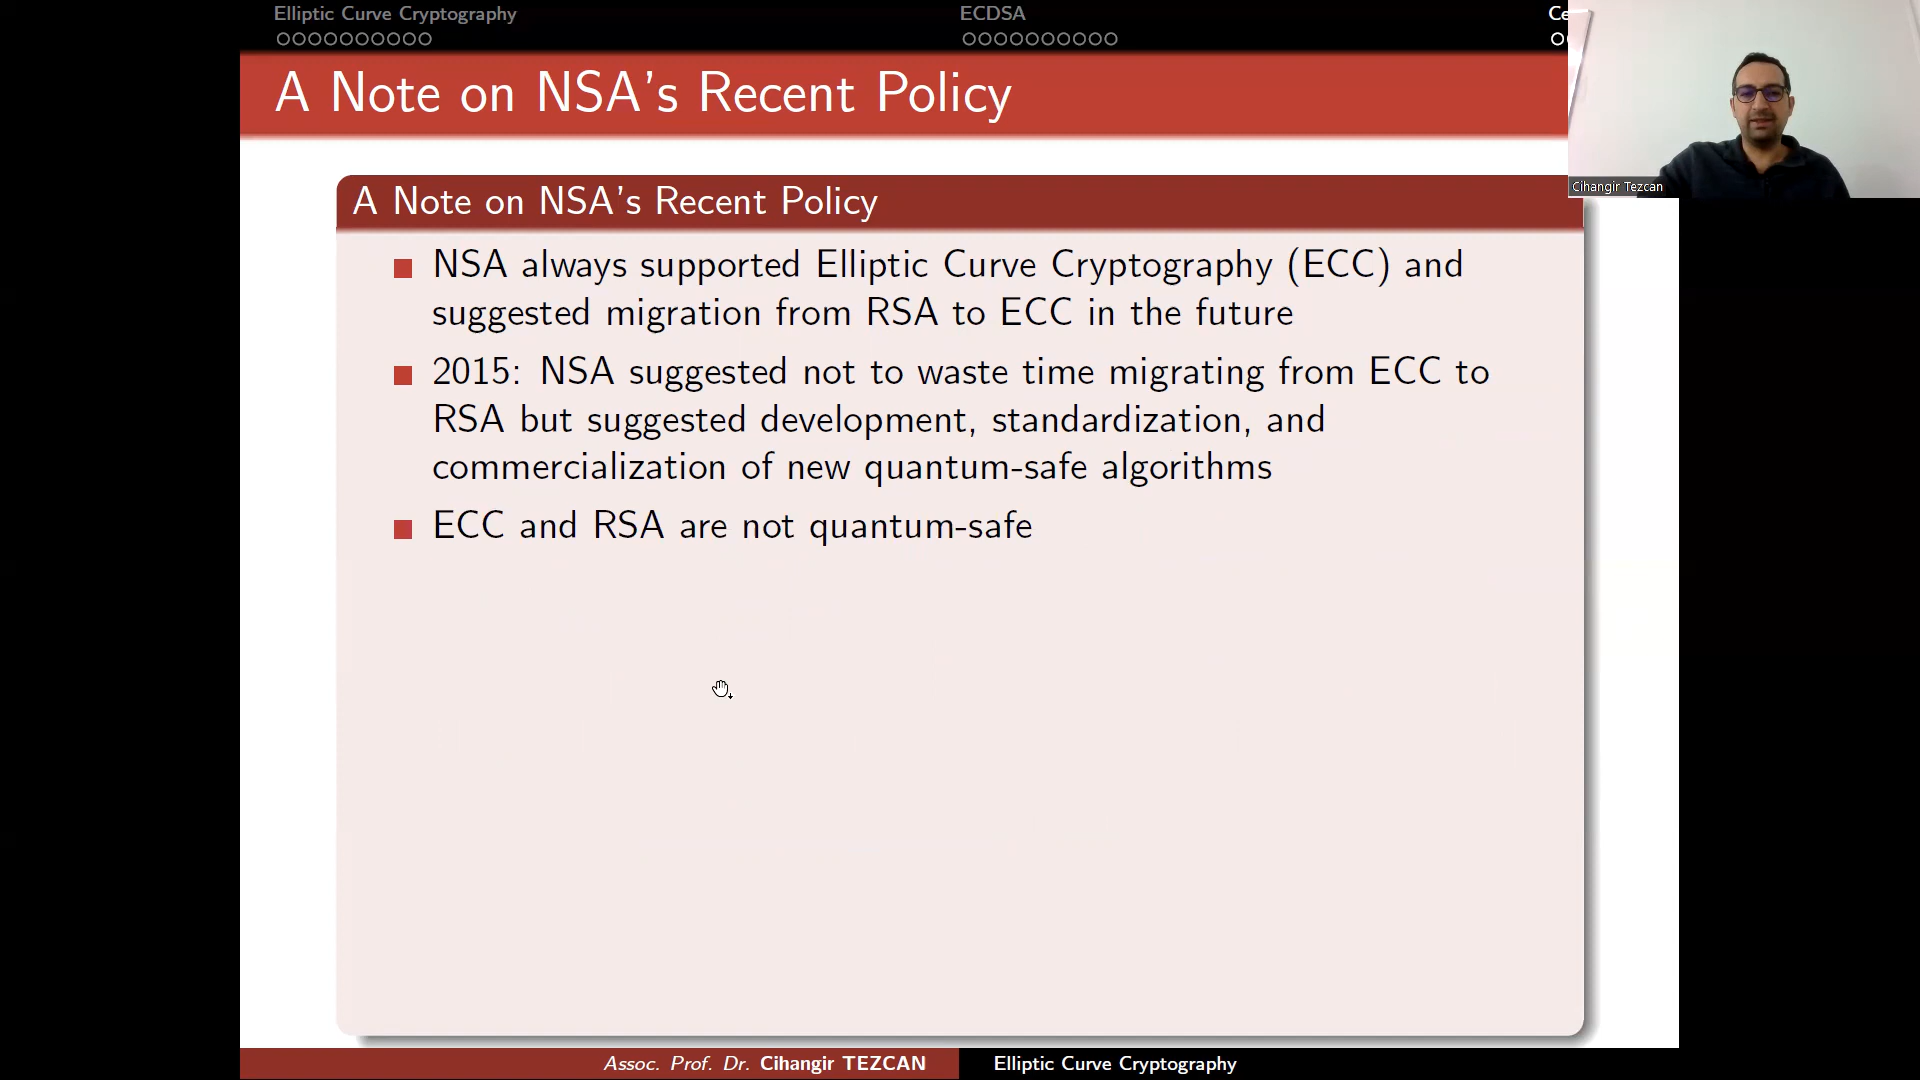 Elliptic Curve Cryptography
ECDSA
A Note on NSA's Recent Policy
Cihangir Tezcan
A Note on NSA's Recent Policy
NSA always supported Elliptic Curve Cryptography (ECC) and
suggested migration from RSA to ECC in the future
2015: NSA suggested not to waste time migrating from ECC to
RSA but suggested development, standardization, and
commercialization of new quantum-safe algorithms
ECC and RSA are not quantum-safe
Assoc. Prof. Dr. Cihangir TEZCAN
Elliptic Curve Cryptography